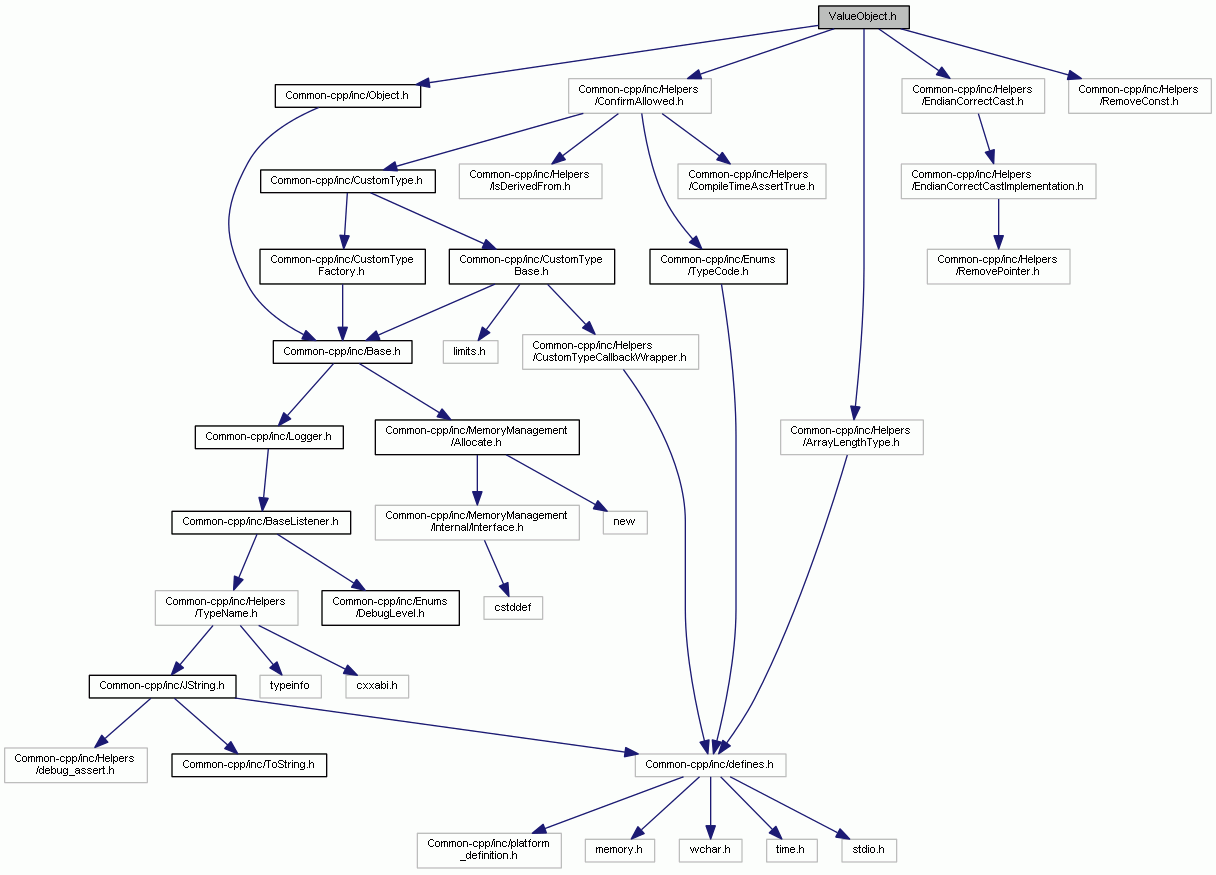 ValueObject.h
Common-cpp/inc/Object.h
Common-cpp/inc/Helpers
/ConfirmAllowed.h
Common-cpp/inc/Helpers
/EndianCorrectCast.h
Common-cpp/inc/Helpers
/RemoveConst.h
Common-cpp/inc/CustomType.h
Common-cpp/inc/Helpers
/IsDerivedFrom.h
Common-cpp/inc/Helpers
/CompileTimeAssertTrue.h
Common-cpp/inc/Helpers
/EndianCorrectCastImplementation.h
Common-cpp/inc/CustomType
Factory.h
Common-cpp/inc/CustomType
Base.h
Common-cpp/inc/Enums
/TypeCode.h
Common-cpp/inc/Helpers
/RemovePointer.h
Common-cpp/inc/Base.h
limits.h
Common-cpp/inc/Helpers
/CustomTypeCallbackWrapper.h
Common-cpp/inc/Logger.h
Common-cpp/inc/MemoryManagement
/Allocate.h
Common-cpp/inc/Helpers
/ArrayLengthType.h
Common-cpp/inc/BaseListener.h
Common-cpp/inc/MemoryManagement
/Internal/Interface.h
new
Common-cpp/inc/Helpers
/TypeName.h
Common-cpp/inc/Enums
/DebugLevel.h
cstddef
Common-cpp/inc/JString.h
typeinfo
cxxabi.h
Common-cpp/inc/Helpers
/debug_assert.h
Common-cpp/inc/ToString.h
Common-cpp/inc/defines.h
Common-cpp/inc/platform
_definition.h
memory.h
wchar.h
time.h
stdio.h